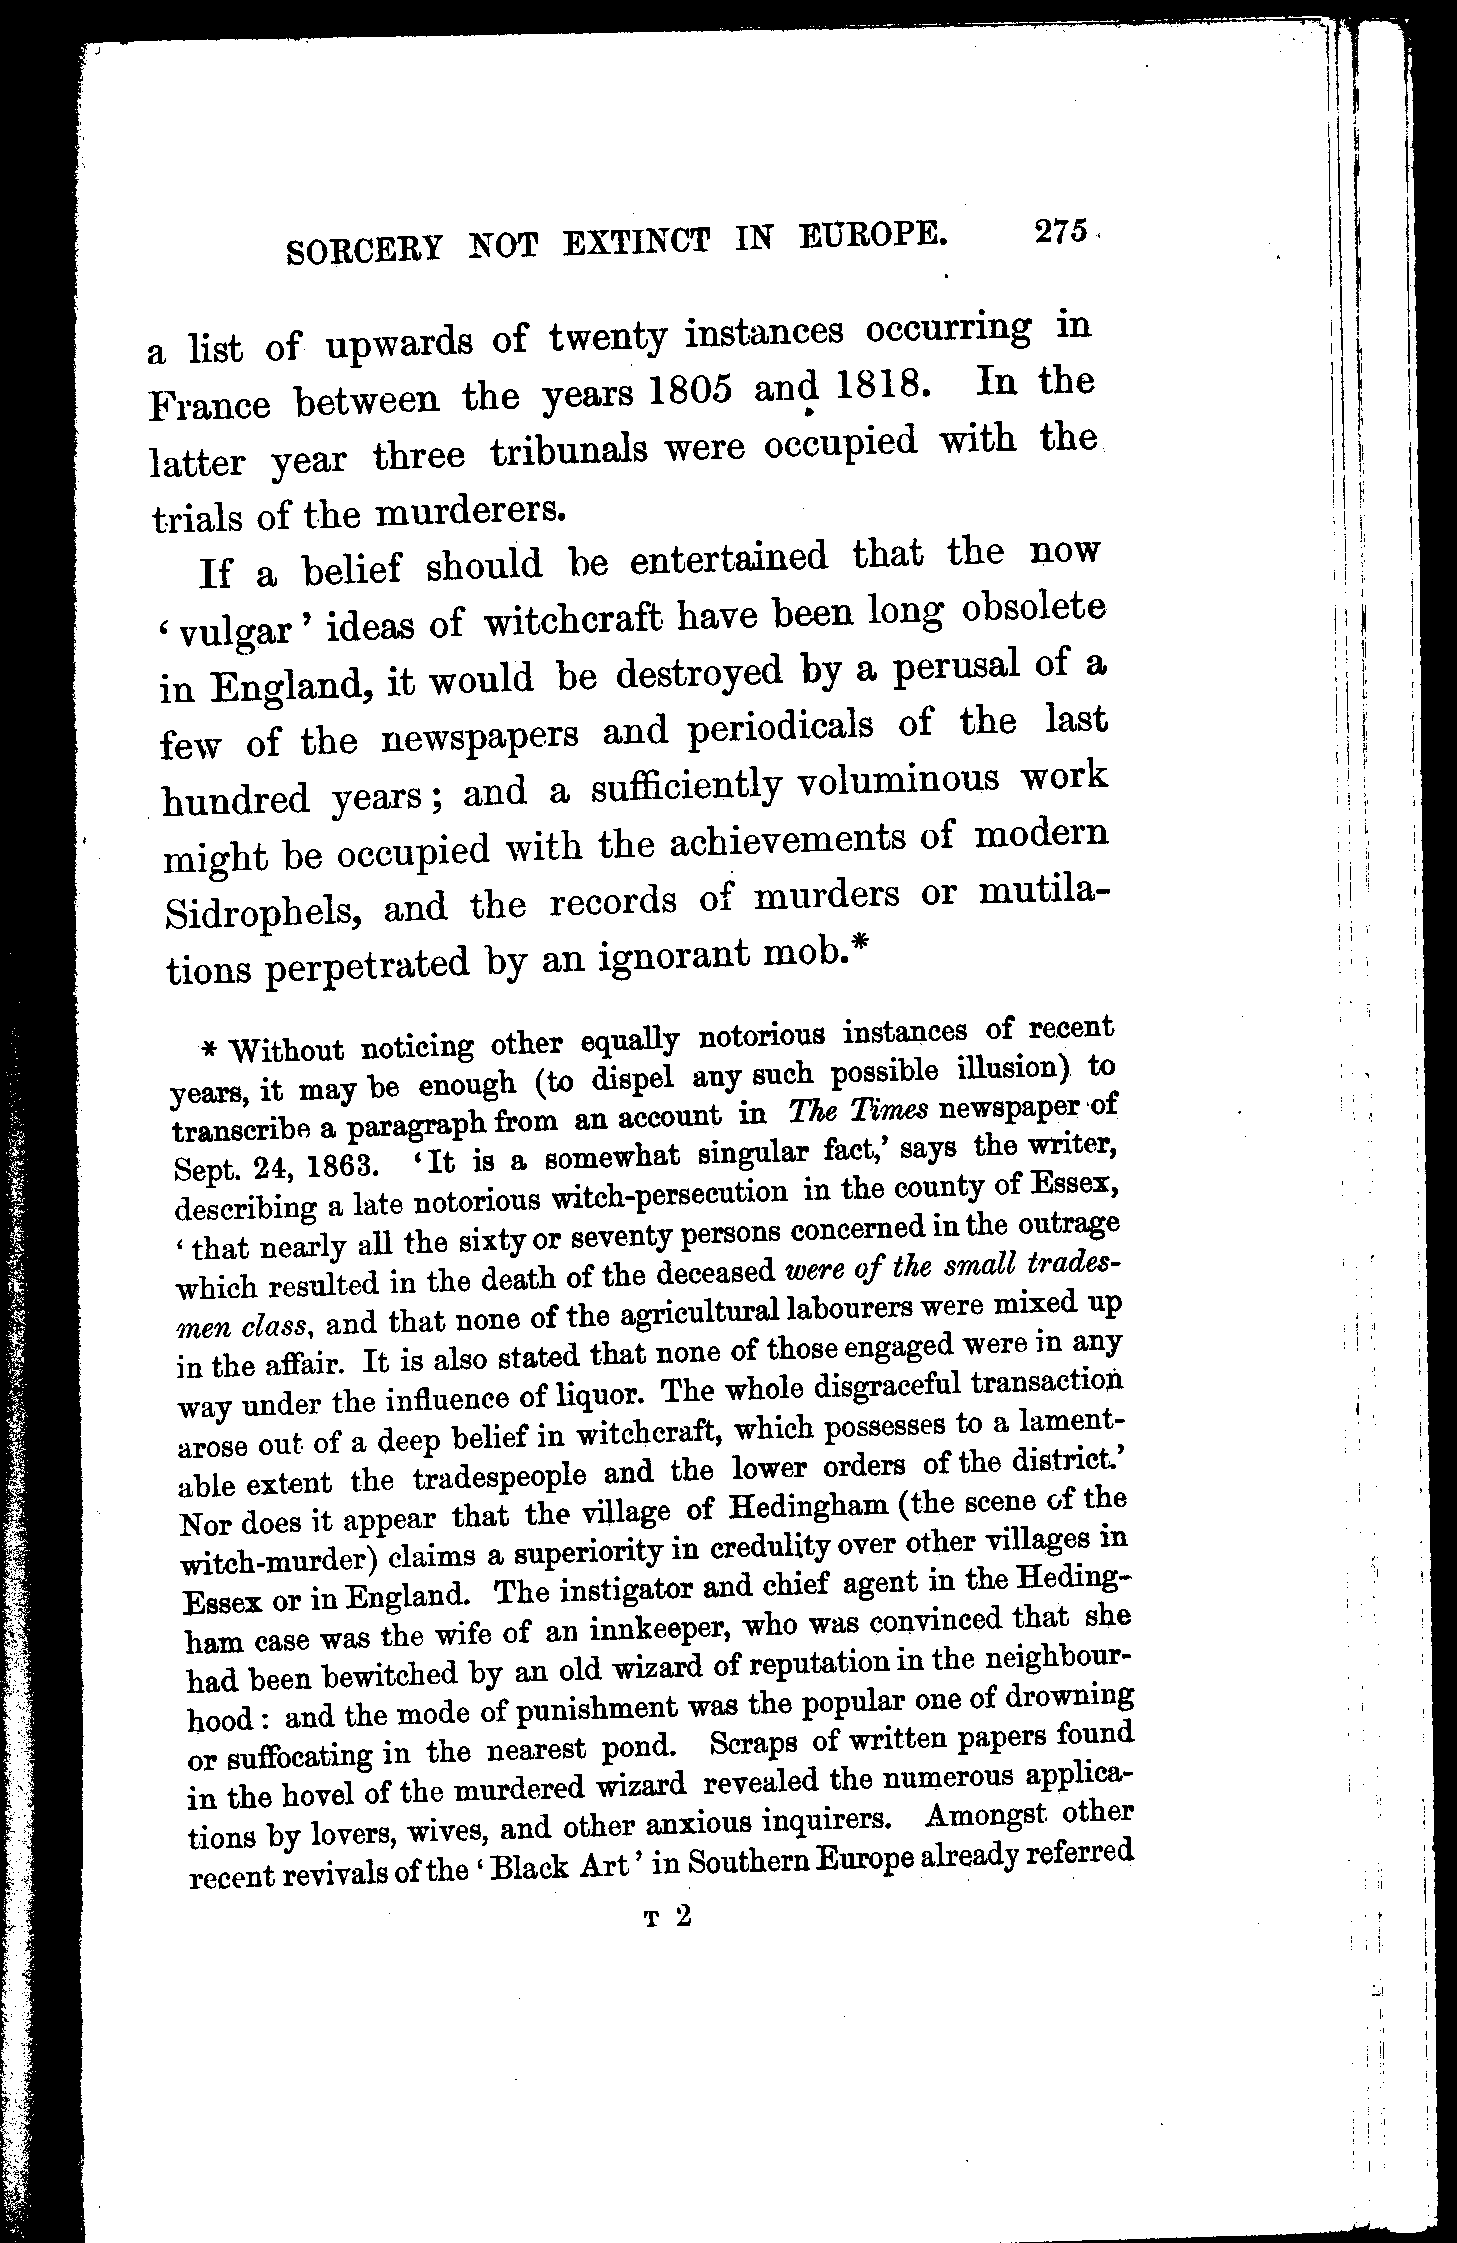 SORCERY NOT EXTINCT IN EUROPE. 275
a list of upwards of twenty instances occurring in
France between the years 1805 and 1818. In the
latter year three tribunals were occupied with the
trials of the murderers.
If a belief should be entertained that the now
‘vulgar’ ideas of witchcraft have been long obsolete
in England, it would be destroyed by a perusal of a
few of the newspapers and periodicals of the last
hundred years; and a sufficiently voluminous work
might be occupied with the achievements of modern
Sidrophels, and the records of murders or mutila-
tions perpetrated by an ignorant mob.*
* Without noticing other equally notorious instances of recent
years, it may be enough (to dispel any such possible illusion) to
transcribe a paragraph from an account in The Times newspaper of
Sept. 24, 1863. ‘It is a somewhat singular fact,’ says the writer,
describing a late notorious witch-persecution in the county of Essex,
‘that nearly all the sixty or seventy persons concerned in the outrage
which resulted in the death of the deceased were of the small trades-
men class, and that none of the agricultural labourers were mixed up
in the affair. It is also stated that none of those engaged were in any
way under the influence of liquor. The whole disgraceful transaction
arose out of a deep belief in witchcraft, which possesses to a lament-
able extent the tradespeople and the lower orders of the district.’
Nor does it appear that the village of Hedingham (the scene of the
witch-murder) claims a superiority in credulity over other villages in
Essex or in England. The instigator and chief agent in the Heding-
ham case was the wife of an innkeeper, who was convinced that she
had been bewitched by an old wizard of reputation in the neighbour-
hood: and the mode of punishment was the popular one of drowning
or suffocating in the nearest pond. Scraps of written papers found
in the hovel of the murdered wizard revealed the numerous applica-
tions by lovers, wives, and other anxious inquirers. Amongst other
recent revivals of the ‘Black Art’ in Southern Europe already referred
T 2